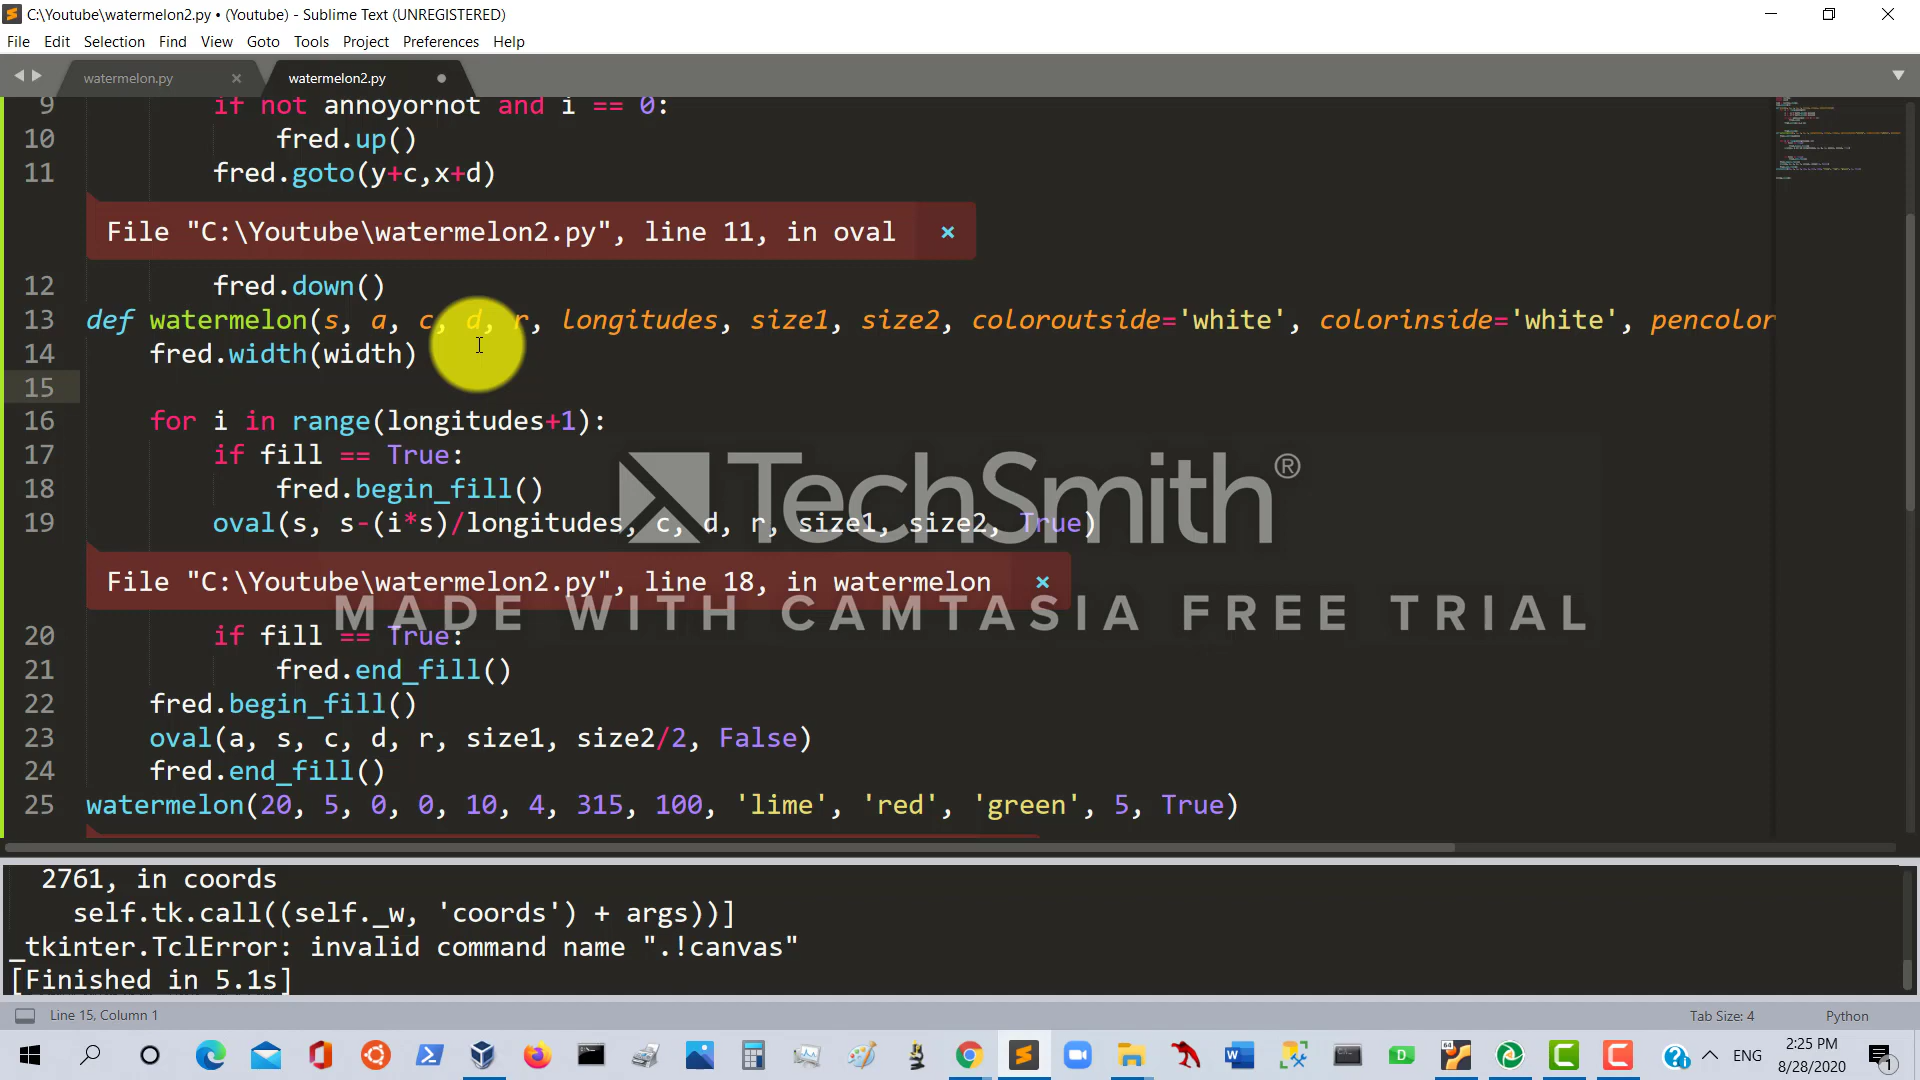 C:\Youtube\watermelon2.py • (Youtube) - Sublime Text (UNREGISTERED)
File Edit Selection Find View Goto Tools Project Preferences Help
watermelon.py × watermelon2.py
9 if not annoyornot and i == 0:
10 fred.up()
11 fred.goto(y+c,x+d)
File "C:\Youtube\watermelon2.py", line 11, in oval ×
12 fred.down()
13 def watermelon(s, a, c, d, r, longitudes, size1, size2, coloroutside='white', colorinside='white', pencolor
14 fred.width(width)
15
16 for i in range(longitudes+1):
17 if fill == True:
18 fred.begin_fill()
19 oval(s, s-(i*s)/longitudes, c, d, r, size1, size2, True)
TechSmith®
File "C:\Youtube\watermelon2.py", line 18, in watermelon ×
MADE WITH CAMTASIA FREE TRIAL
20 if fill == True:
21 fred.end_fill()
22 fred.begin_fill()
23 oval(a, s, c, d, r, size1, size2/2, False)
24 fred.end_fill()
25 watermelon(20, 5, 0, 0, 10, 4, 315, 100, 'lime', 'red', 'green', 5, True)
2761, in coords
self.tk.call((self._w, 'coords') + args))]
_tkinter.TclError: invalid command name ".!canvas"
[Finished in 5.1s]
Line 15, Column 1 Tab Size: 4 Python
ENG 2:25 PM
8/28/2020